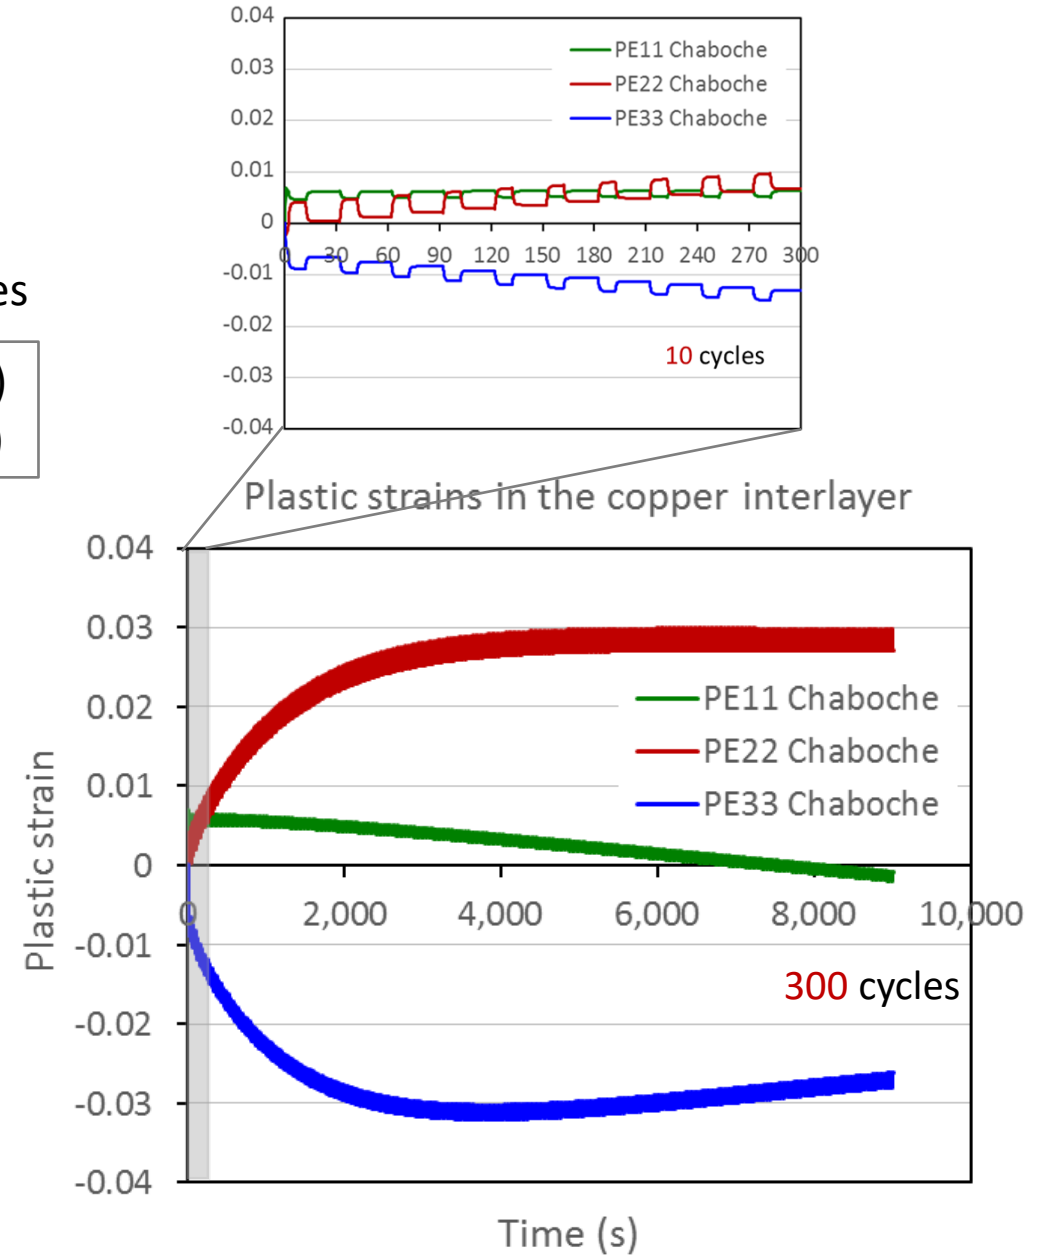 0.04
0.03
0.02
0.01
0
-0.01
-0.02
-0.03
-0.04
PE11 Chaboche
PE22 Chaboche
PE33 Chaboche
0 30 60 90 120 150 180 210 240 270 300
10 cycles
es
)
)
Plastic strains in the copper interlayer
0.04
0.03
0.02
0.01
0
-0.01
-0.02
-0.03
-0.04
Plastic strain
PE11 Chaboche
PE22 Chaboche
PE33 Chaboche
0 2,000 4,000 6,000 8,000 10,000
300 cycles
Time (s)